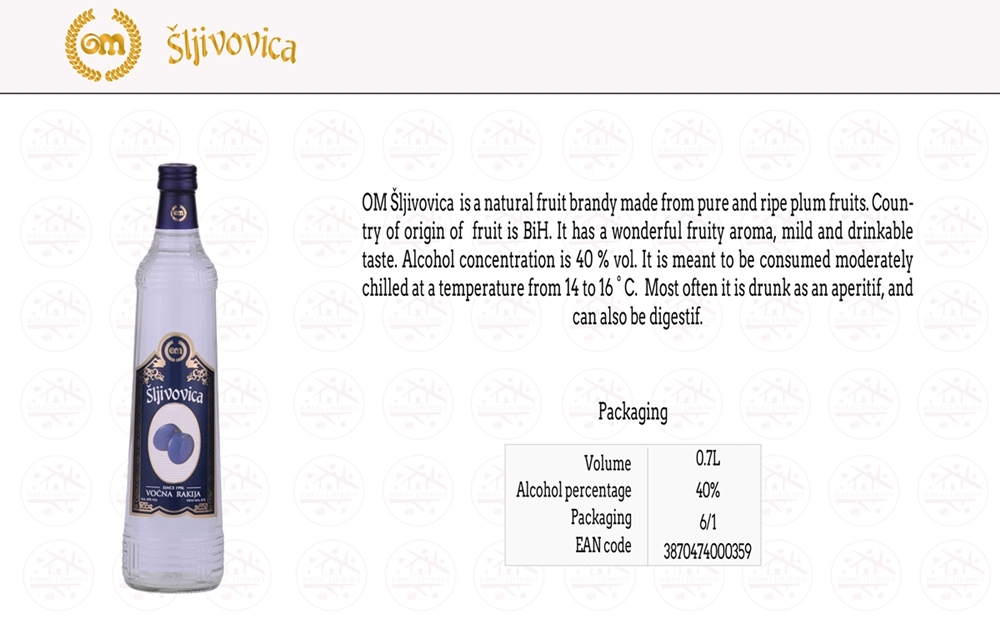 om Šljivovica
OM Šljivovica is a natural fruit brandy made from pure and ripe plum fruits. Coun-
try of origin of fruit is BiH. It has a wonderful fruity aroma, mild and drinkable
taste. Alcohol concentration is 40 % vol. It is meant to be consumed moderately
chilled at a temperature from 14 to 16 ° C. Most often it is drunk as an aperitif, and
can also be digestif.
om
om
Šljivovica
SINCE 1996
VOĆNA RAKIJA
Packaging
Volume 0.7L
Alcohol percentage 40%
Packaging 6/1
EAN code 3870474000359